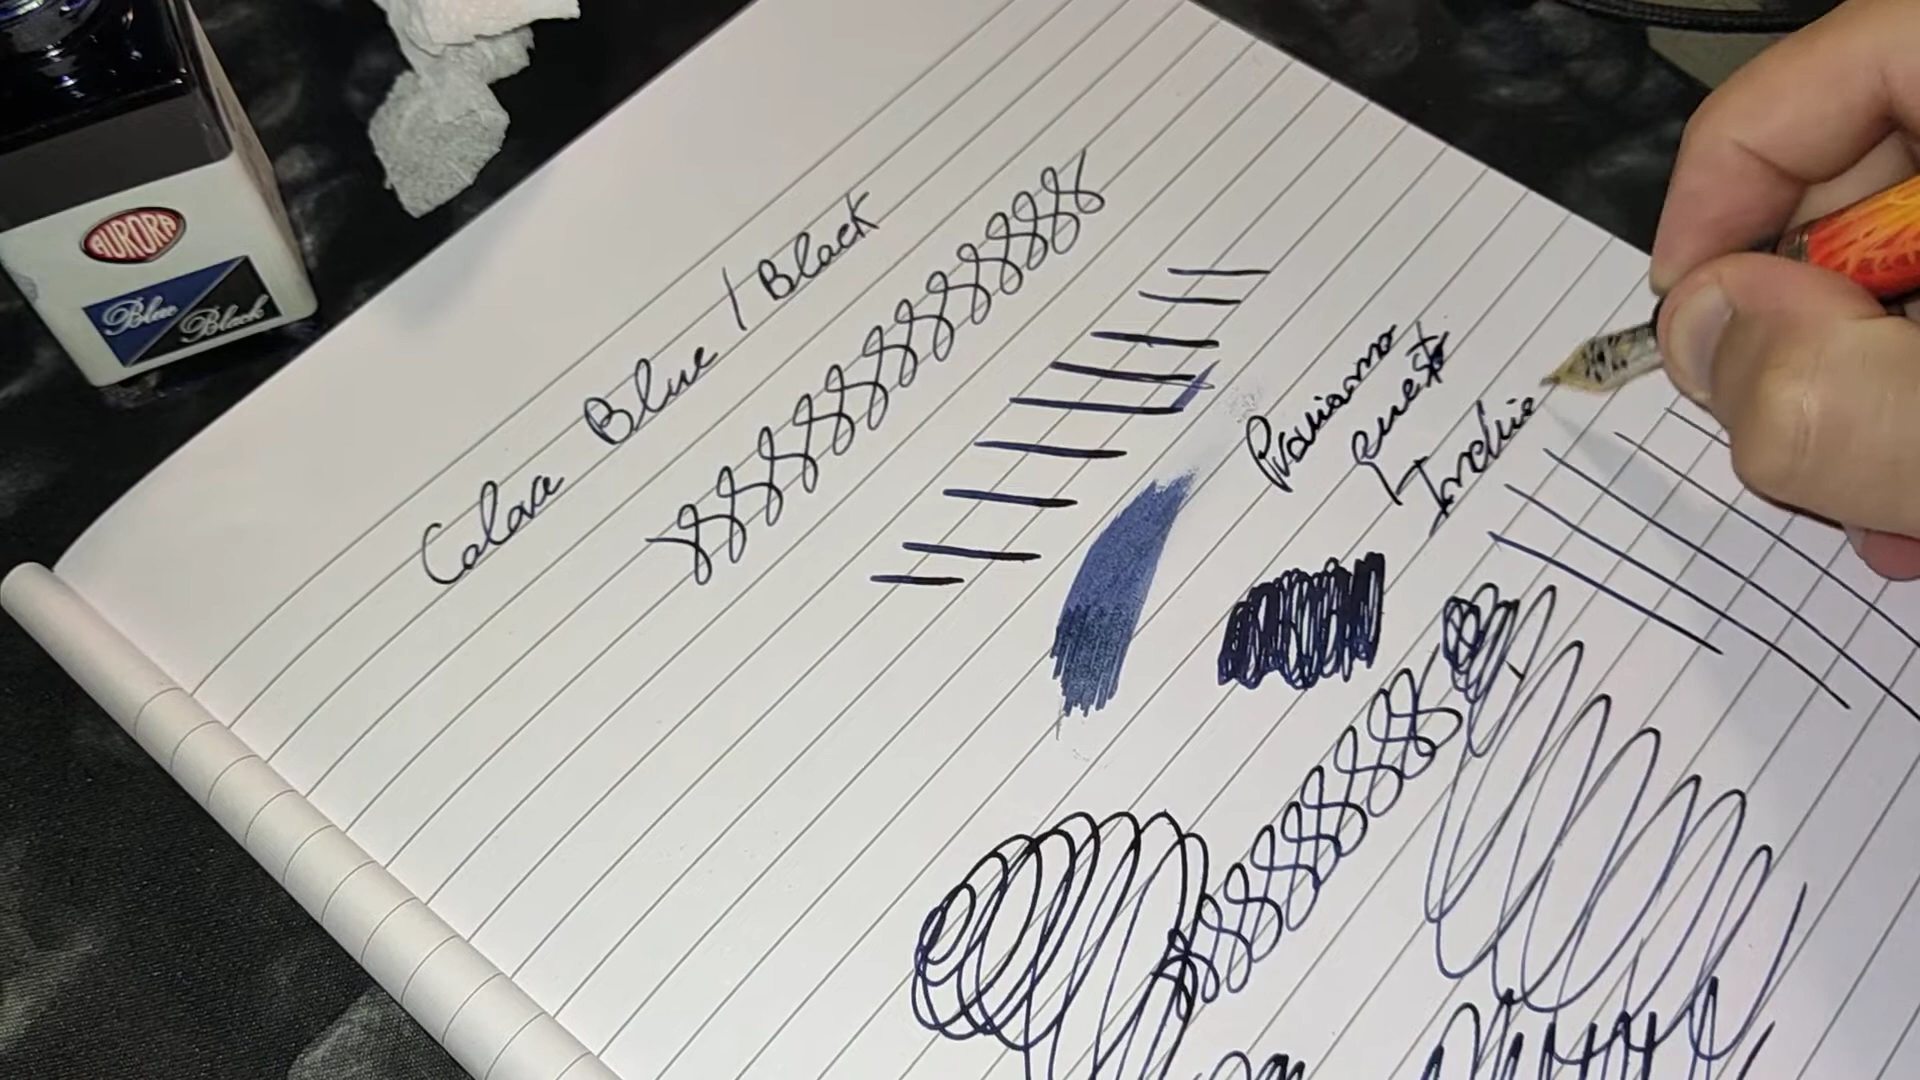 AURORA
Blue
Black
Colore Blue / Black
Proviamo
questo
Inchio